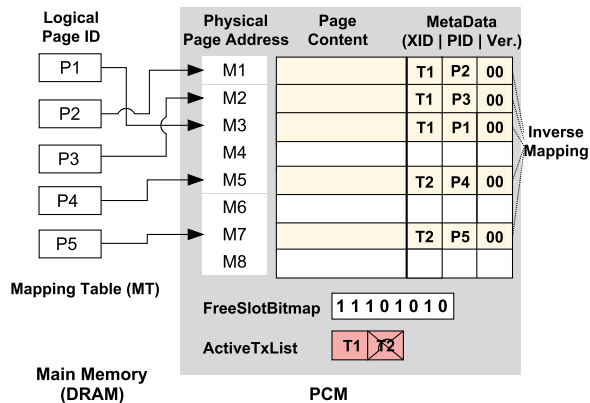 Logical
Page ID
Physical
Page Address
Page
Content
MetaData
(XID | PID | Ver.)
P1
P2
P3
P4
P5
M1
M2
M3
M4
M5
M6
M7
M8
T1 P2 00
T1 P3 00
T1 P1 00
T2 P4 00
T2 P5 00
Inverse
Mapping
Mapping Table (MT)
FreeSlotBitmap 1 1 1 0 1 0 1 0
ActiveTxList T1 T2
Main Memory
(DRAM)
PCM